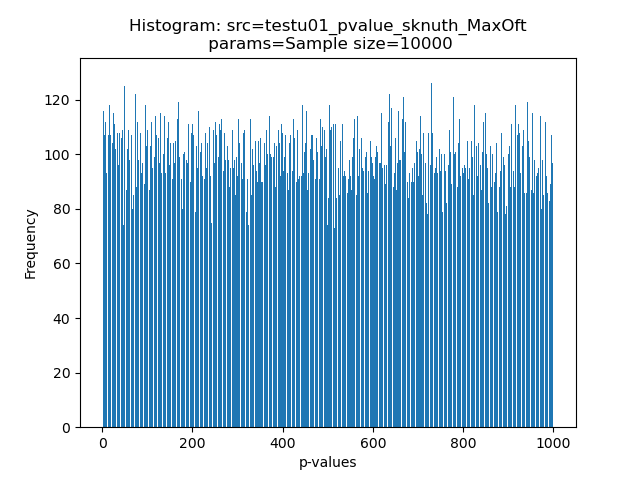 Histogram: src=testu01_pvalue_sknuth_MaxOft
params=Sample size=10000
Frequency
120
100
80
60
40
20
0
0 200 400 600 800 1000
p-values